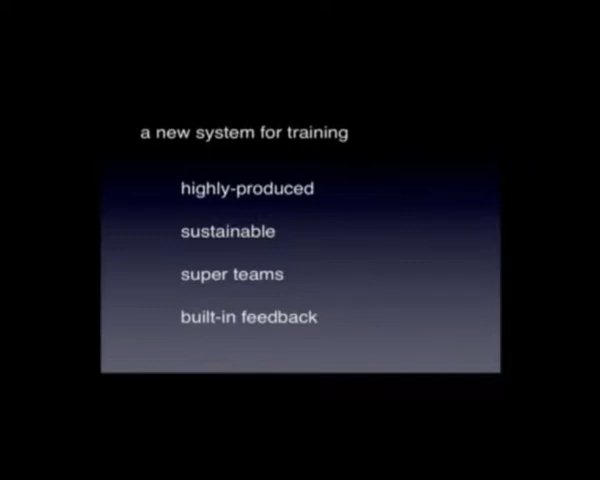 a new system for training
highly-produced
sustainable
super teams
built-in feedback